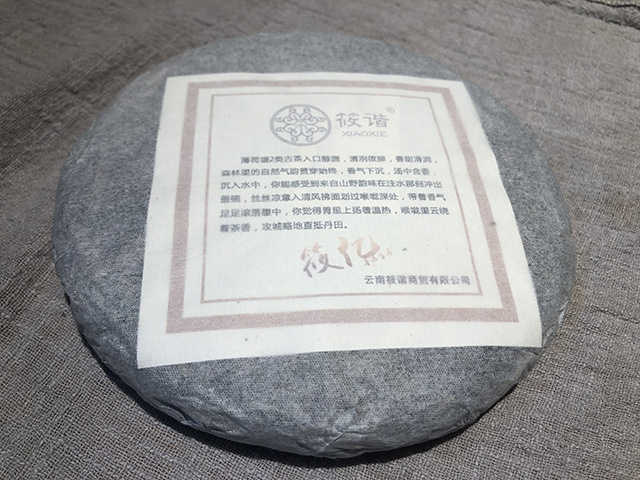 筱谐®
XIAOXIE
薄荷塘2类古茶入口醇润,清冽微醉,香甜清润,
森林里的自然气韵贯穿始终,香气下沉,汤中含香,
沉入水中,你能感受到来自山野韵味在注水那刻冲出
盖碗,丝丝凉意入清风拂面划过喉咙深处,带着香气
足足滚落腹中,你觉得胃里上扬着温热,喉咙里云绕
着茶香,攻城略地直抵丹田。
筱忆
云南筱谐商贸有限公司